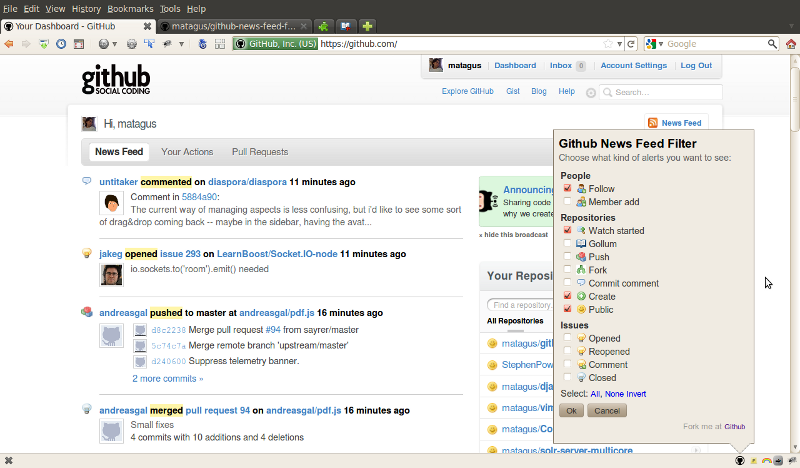 File Edit View History Bookmarks Tools Help
Your Dashboard - GitHub
matagus/github-news-feed-f...
GitHub, Inc. (US) https://github.com/
Google
github
SOCIAL CODING
matagus Dashboard Inbox 0 Account Settings Log Out
Explore GitHub Gist Blog Help Search...
Hi, matagus
News Feed
News Feed Your Actions Pull Requests
untitaker commented on diaspora/diaspora 11 minutes ago
Comment in 5884a90:
The current way of managing aspects is less confusing, but i'd like to see some sort
of drag&drop coming back -- maybe in the sidebar, having the avat...
jakeg opened issue 293 on LearnBoost/Socket.IO-node 11 minutes ago
io.sockets.to('room').emit() needed
andreasgal pushed to master at andreasgal/pdf.js 16 minutes ago
d8c2238 Merge pull request #94 from sayrer/master
5c74c7a Merge remote branch 'upstream/master'
d240600 Suppress telemetry banner.
2 more commits »
andreasgal merged pull request 94 on andreasgal/pdf.js 16 minutes ago
Small fixes
4 commits with 10 additions and 4 deletions
Announcing
Sharing code
why we create
» hide this broadcast
Your Reposi
Find a repository...
All Repositories
matagus/gitl
StephenPow
matagus/dja
matagus/vim
matagus/Co
matagus/solr-server-multicore
Github News Feed Filter
Choose what kind of alerts you want to see:
People
Follow
Member add
Repositories
Watch started
Gollum
Push
Fork
Commit comment
Create
Public
Issues
Opened
Reopened
Comment
Closed
Select: All, None Invert
Ok Cancel
Fork me at Github